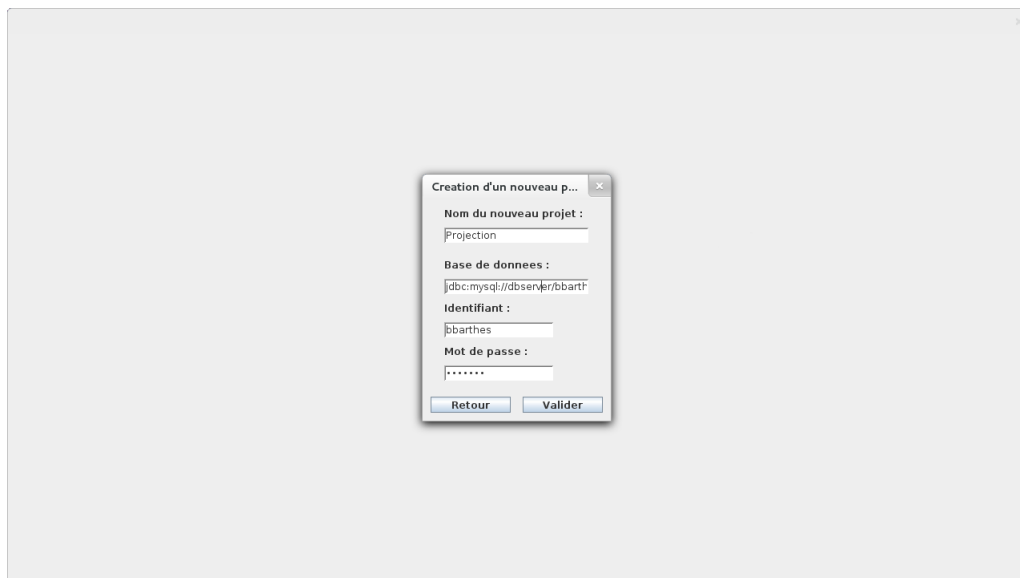 Creation d'un nouveau p...
Nom du nouveau projet :
Projection
Base de donnees :
jdbc:mysql://dbserver/bbarth
Identifiant :
bbarthes
Mot de passe :
•••••••
Retour Valider